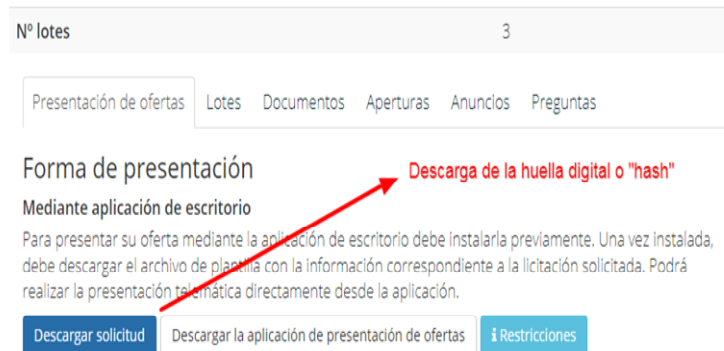 Nº lotes 3
Presentación de ofertas Lotes Documentos Aperturas Anuncios Preguntas
Forma de presentación
Descarga de la huella digital o "hash"
Mediante aplicación de escritorio
Para presentar su oferta mediante la aplicación de escritorio debe instalarla previamente. Una vez instalada,
debe descargar el archivo de plantilla con la información correspondiente a la licitación solicitada. Podrá
realizar la presentación telemática directamente desde la aplicación.
Descargar solicitud Descargar la aplicación de presentación de ofertas i Restricciones